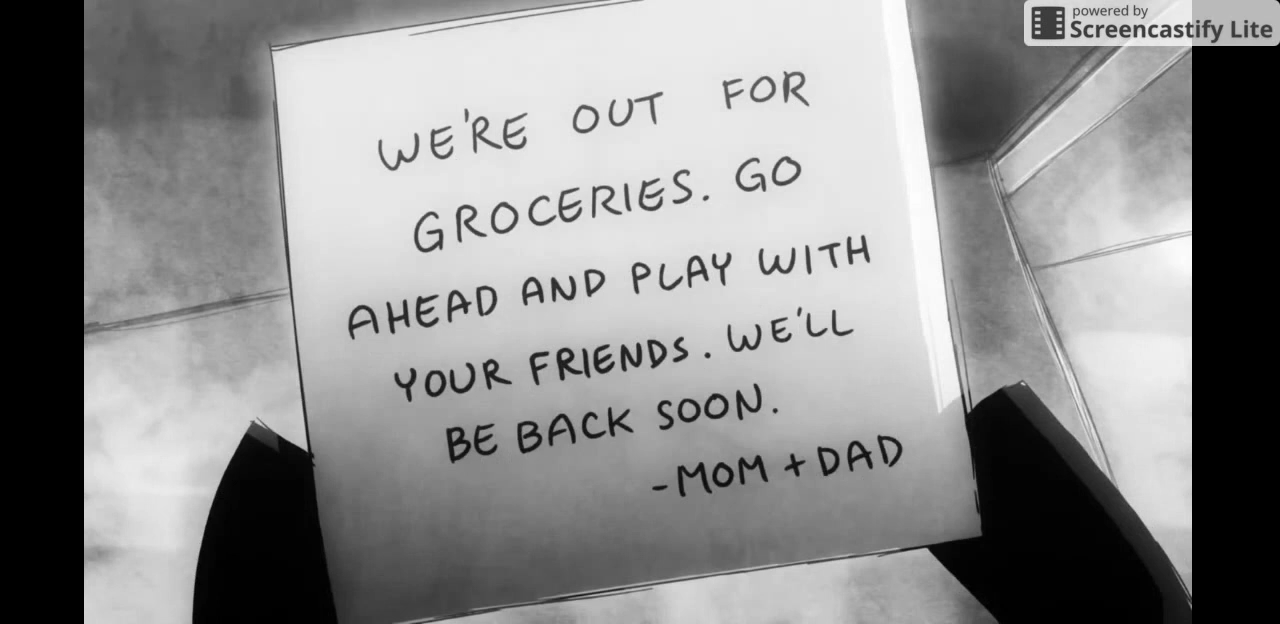 powered by
Screencastify Lite
WE'RE OUT FOR
GROCERIES. GO
AHEAD AND PLAY WITH
YOUR FRIENDS. WE'LL
BE BACK SOON.
-MOM + DAD